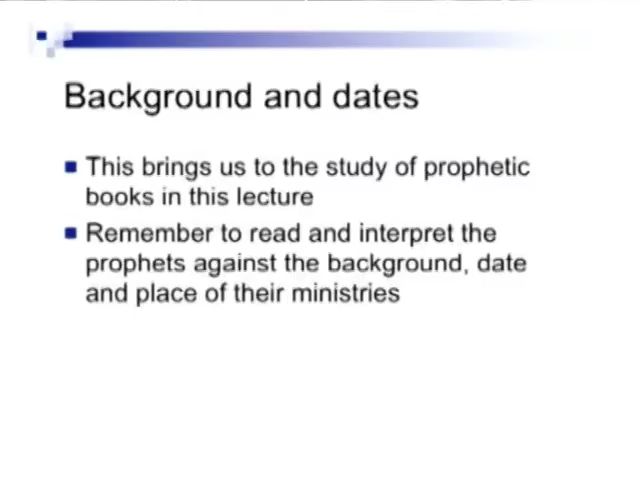 Background and dates
This brings us to the study of prophetic
books in this lecture
Remember to read and interpret the
prophets against the background, date
and place of their ministries